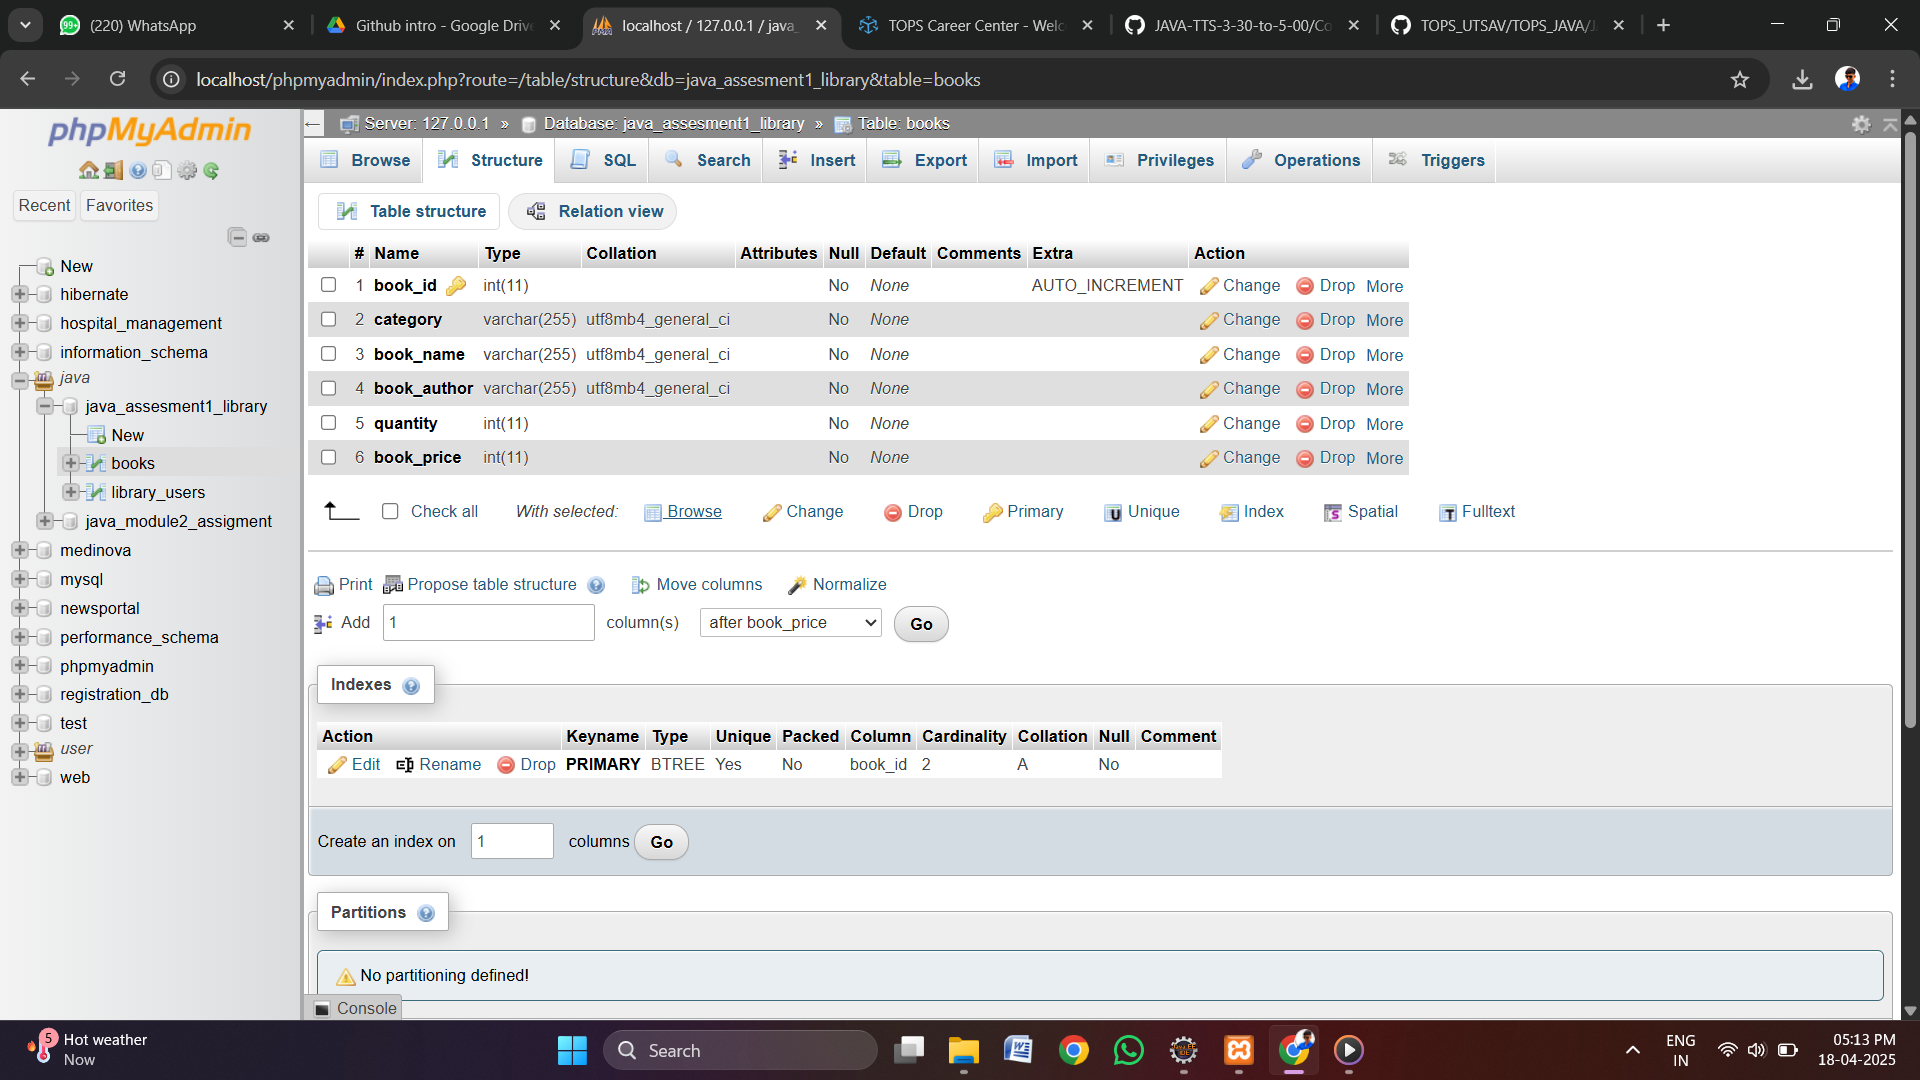 99+ (220) WhatsApp
Github intro - Google Drive
localhost / 127.0.0.1 / java_
TOPS Career Center - Welc
JAVA-TTS-3-30-to-5-00/Co
TOPS_UTSAV/TOPS_JAVA/J
localhost/phpmyadmin/index.php?route=/table/structure&db=java_assesment1_library&table=books
phpMyAdmin
Recent Favorites
New
hibernate
hospital_management
information_schema
java
java_assesment1_library
New
books
library_users
java_module2_assigment
medinova
mysql
newsportal
performance_schema
phpmyadmin
registration_db
test
user
web
Server: 127.0.0.1 » Database: java_assesment1_library » Table: books
Browse Structure SQL Search Insert Export Import Privileges Operations Triggers
Table structure Relation view
# Name Type Collation Attributes Null Default Comments Extra Action
1 book_id int(11) No None AUTO_INCREMENT Change Drop More
2 category varchar(255) utf8mb4_general_ci No None Change Drop More
3 book_name varchar(255) utf8mb4_general_ci No None Change Drop More
4 book_author varchar(255) utf8mb4_general_ci No None Change Drop More
5 quantity int(11) No None Change Drop More
6 book_price int(11) No None Change Drop More
Check all With selected: Browse Change Drop Primary Unique Index Spatial Fulltext
Print Propose table structure Move columns Normalize
Add 1 column(s) after book_price Go
Indexes
Action Keyname Type Unique Packed Column Cardinality Collation Null Comment
Edit Rename Drop PRIMARY BTREE Yes No book_id 2 A No
Create an index on 1 columns Go
Partitions
No partitioning defined!
Console
5 Hot weather
Now
Search
ENG
IN
05:13 PM
18-04-2025